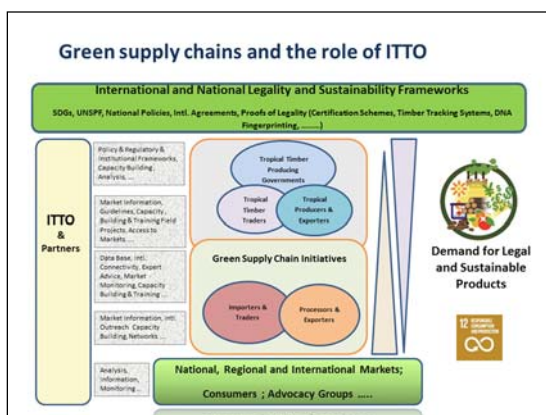 Green supply chains and the role of ITTO
International and National Legality and Sustainability Frameworks
SDGs, UNSPF, National Policies, Intl. Agreements, Proofs of Legality (Certification Schemes, Timber Tracking Systems, DNA
Fingerprinting, ........)
ITTO
&
Partners
Policy & Regulatory &
Institutional Frameworks,
Capacity Building,
Analysis, ...
Market Information,
Guidelines, Capacity,
Building & Training Field
Projects, Access to
Markets ....
Data Base, Intl.
Connectivity, Expert
Advice, Market
Monitoring, Capacity
Building & Training ...
Market Information, Intl.
Outreach Capacity
Building, Networks ...
Analysis,
Information,
Monitoring ...
Tropical Timber
Producing
Governments
Tropical
Timber
Traders
Tropical
Producers &
Exporters
Green Supply Chain Initiatives
Importers &
Traders
Processors &
Exporters
National, Regional and International Markets;
Consumers ; Advocacy Groups .....
Demand for Legal
and Sustainable
Products
12 RESPONSIBLE
CONSUMPTION
AND PRODUCTION